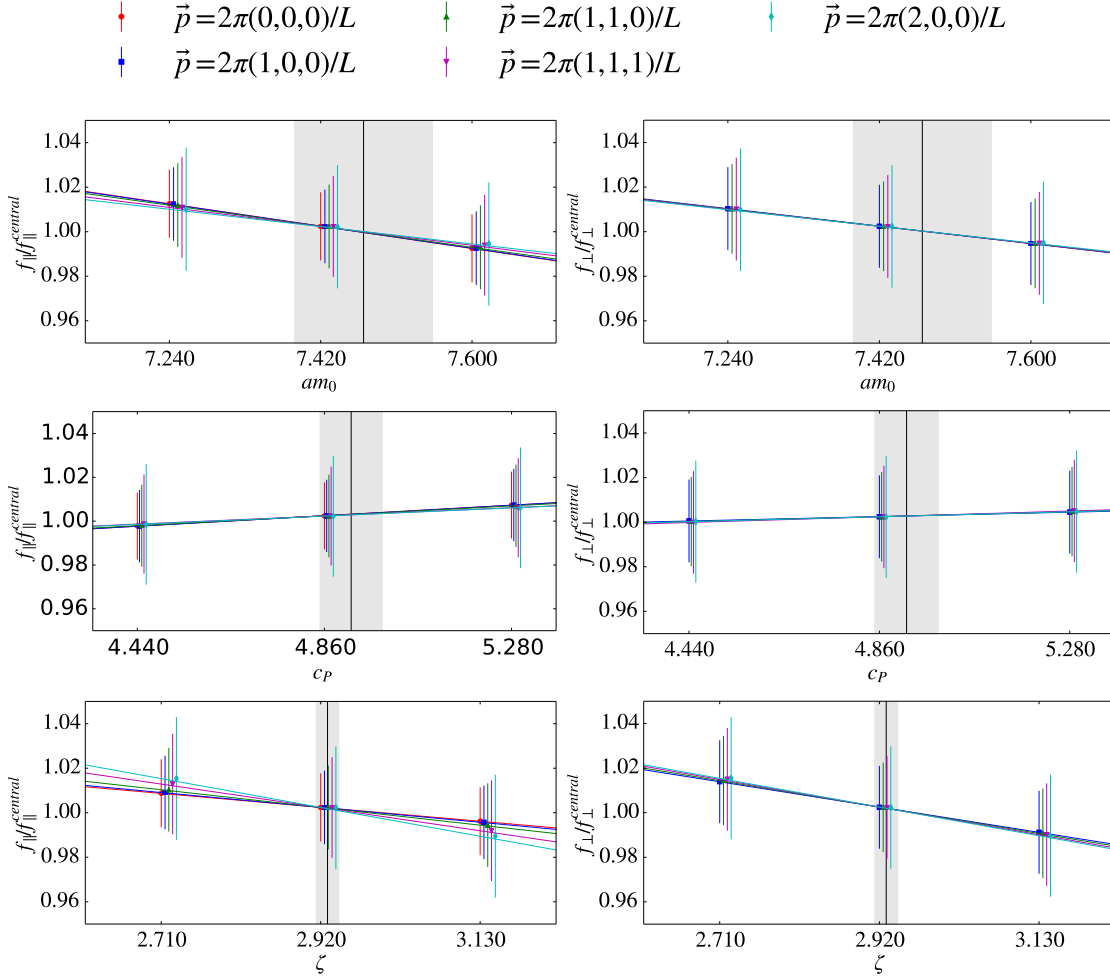 p⃗ =2π(0,0,0)/L p⃗ =2π(1,1,0)/L p⃗ =2π(2,0,0)/L
p⃗ =2π(1,0,0)/L p⃗ =2π(1,1,1)/L
f∥/f∥^central 1.04 1.02 1.00 0.98 0.96
7.240 7.420 7.600
am₀
f⊥/f⊥^central 1.04 1.02 1.00 0.98 0.96
7.240 7.420 7.600
am₀
f∥/f∥^central 1.04 1.02 1.00 0.98 0.96
4.440 4.860 5.280
c_P
f⊥/f⊥^central 1.04 1.02 1.00 0.98 0.96
4.440 4.860 5.280
c_P
f∥/f∥^central 1.04 1.02 1.00 0.98 0.96
2.710 2.920 3.130
ζ
f⊥/f⊥^central 1.04 1.02 1.00 0.98 0.96
2.710 2.920 3.130
ζ